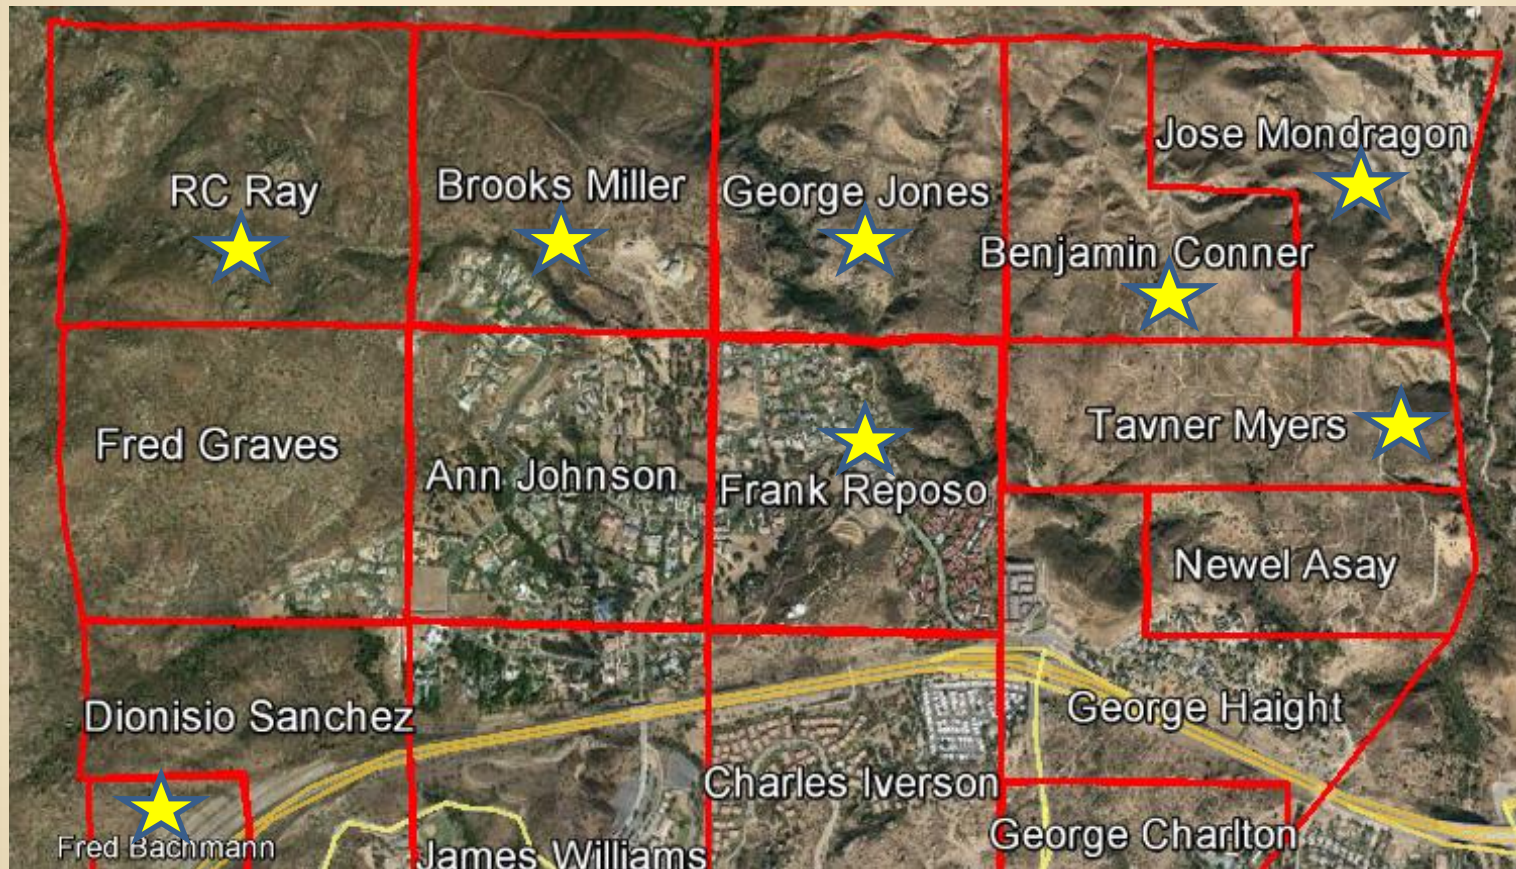 Jose Mondragon
RC Ray
Brooks Miller
George Jones
Benjamin Conner
Fred Graves
Ann Johnson
Frank Reposo
Tavner Myers
Newel Asay
Dionisio Sanchez
George Haight
Charles Iverson
George Charlton
Fred Bachmann
James Williams